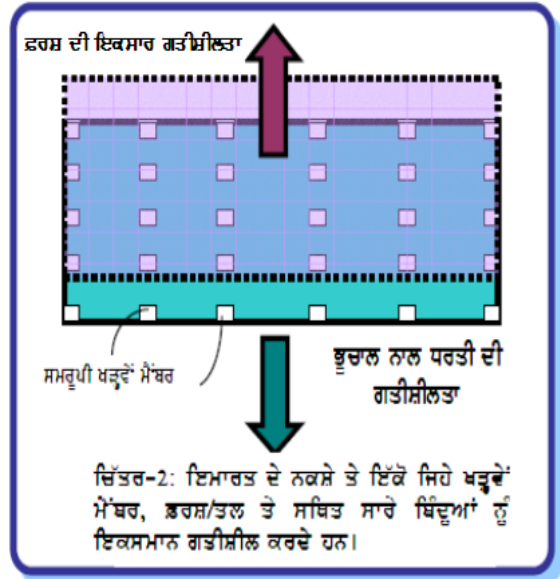 ਫ਼ਰਸ਼ ਦੀ ਇਕਸਾਰ ਗਤੀਸ਼ੀਲਤਾ
ਸਮਰੂਪੀ ਖੜ੍ਹਵੇਂ ਮੈਂਬਰ
ਭੂਚਾਲ ਨਾਲ ਧਰਤੀ ਦੀ
ਗਤੀਸ਼ੀਲਤਾ
ਚਿੱਤਰ-2: ਇਮਾਰਤ ਦੇ ਨਕਸ਼ੇ ਤੇ ਇੱਕੋ ਜਿਹੇ ਖੜ੍ਹਵੇਂ
ਮੈਂਬਰ, ਫ਼ਰਸ਼/ਤਲ ਤੇ ਸਥਿਤ ਸਾਰੇ ਬਿੰਦੂਆਂ ਨੂੰ
ਇਕਸਮਾਨ ਗਤੀਸ਼ੀਲ ਕਰਦੇ ਹਨ।